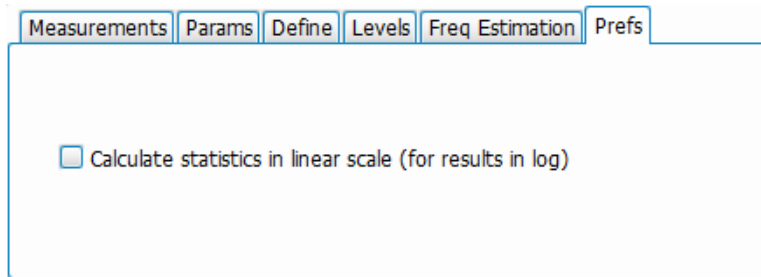 Measurements Params Define Levels Freq Estimation Prefs
Calculate statistics in linear scale (for results in log)